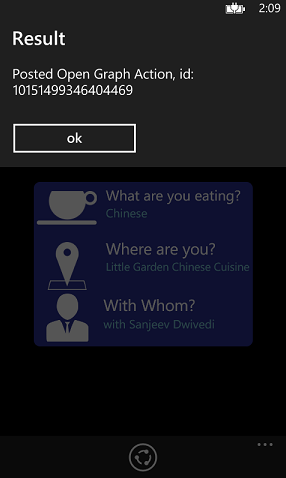 2:09
Result
Posted Open Graph Action, id:
10151499346404469
ok
What are you eating?
Chinese
Where are you?
Little Garden Chinese Cuisine
With Whom?
with Sanjeev Dwivedi